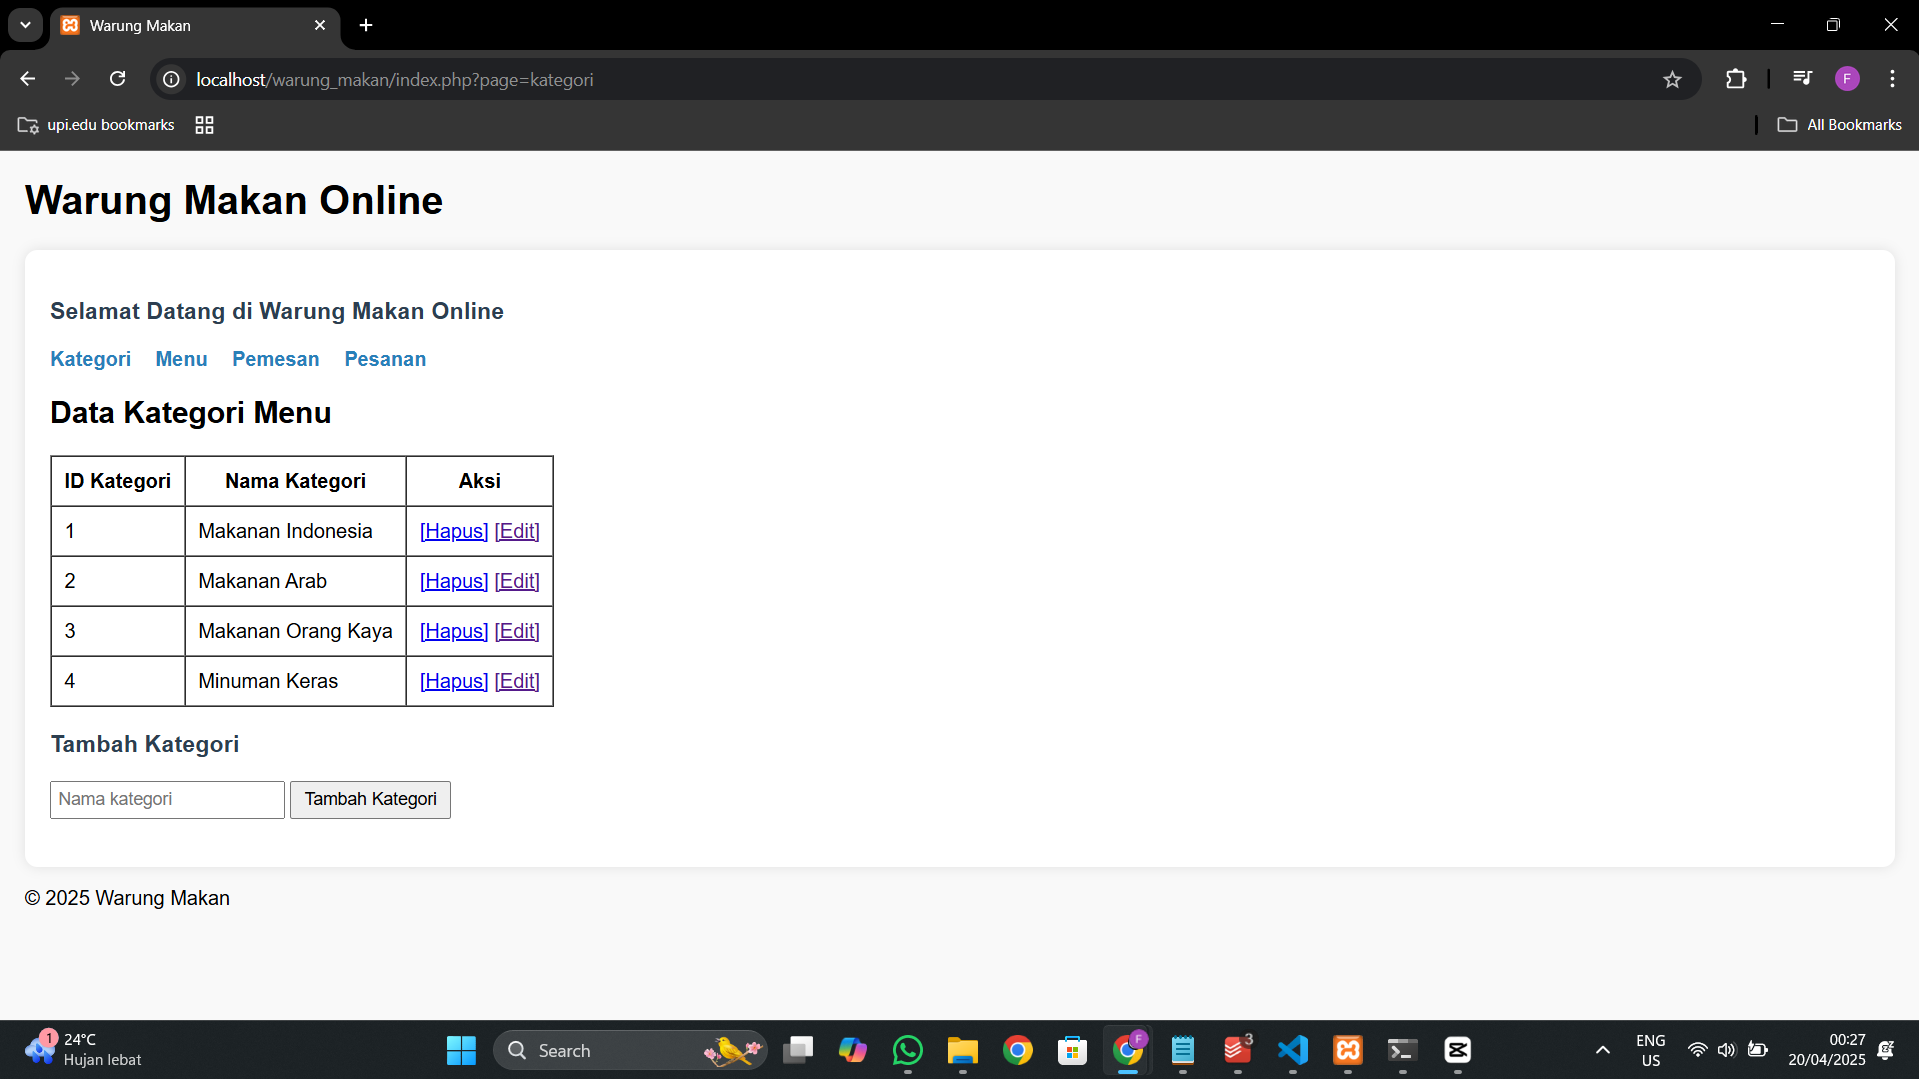 Warung Makan
localhost/warung_makan/index.php?page=kategori
F
upi.edu bookmarks
All Bookmarks
Warung Makan Online
Selamat Datang di Warung Makan Online
Kategori Menu Pemesan Pesanan
Data Kategori Menu
ID Kategori Nama Kategori Aksi
1 Makanan Indonesia [Hapus] [Edit]
2 Makanan Arab [Hapus] [Edit]
3 Makanan Orang Kaya [Hapus] [Edit]
4 Minuman Keras [Hapus] [Edit]
Tambah Kategori
Nama kategori Tambah Kategori
© 2025 Warung Makan
1 24°C
Hujan lebat
Search
F
3
ENG
US
00:27
20/04/2025